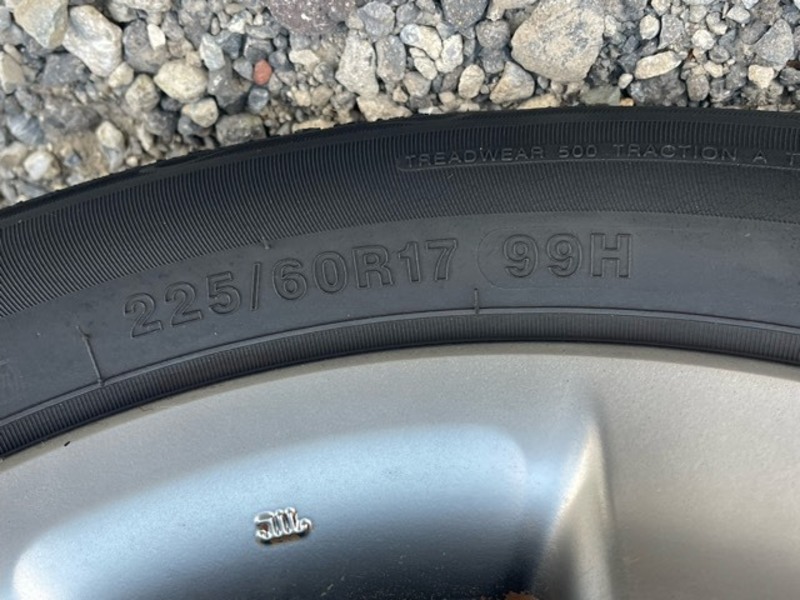 TREADWEAR 500 TRACTION A T
225/60R17 99H